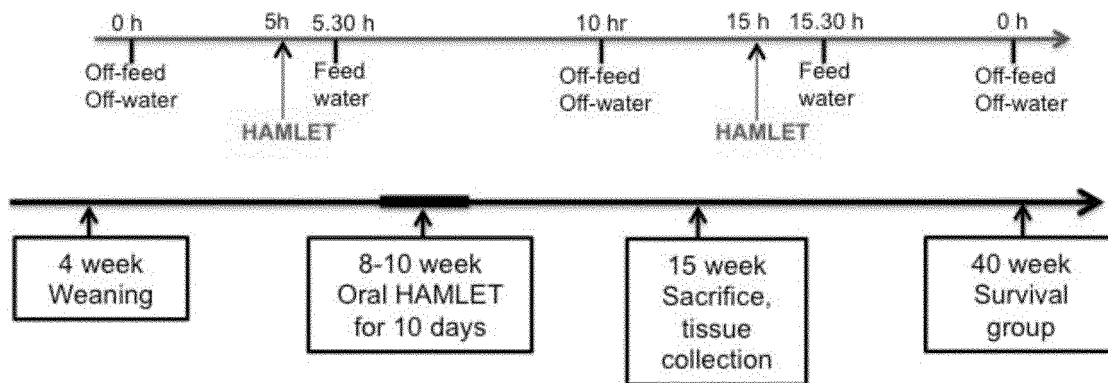 0 h 5h 5.30 h 10 hr 15 h 15.30 h 0 h
Off-feed Feed Off-feed Feed Off-feed
Off-water water Off-water water Off-water
HAMLET HAMLET
4 week
Weaning
8-10 week
Oral HAMLET
for 10 days
15 week
Sacrifice,
tissue
collection
40 week
Survival
group